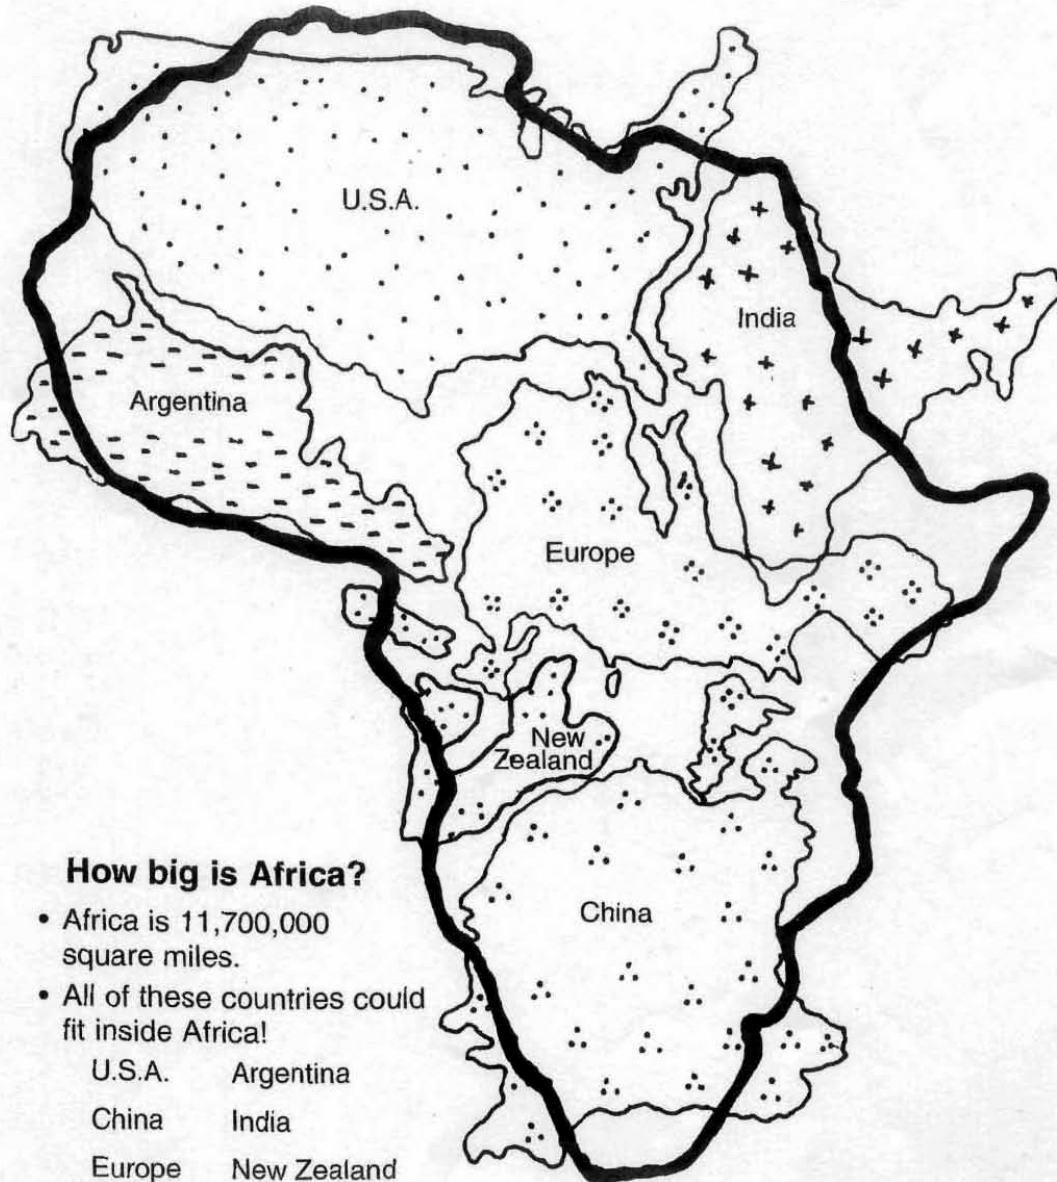 U.S.A.
India
Argentina
Europe
New
Zealand
China
How big is Africa?
• Africa is 11,700,000
square miles.
• All of these countries could
fit inside Africa!
U.S.A. Argentina
China India
Europe New Zealand